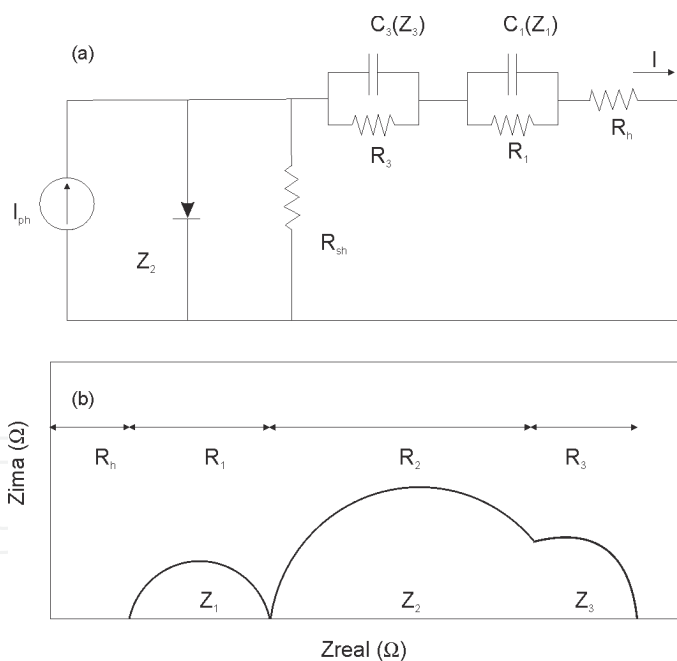 C₃(Z₃) C₁(Z₁)
(a) I
R₃ R₁ Rₕ
Iₚₕ
Rₛₕ
Z₂
(b)
Rₕ R₁ R₂ R₃
Zima (Ω)
Z₁ Z₂ Z₃
Zreal (Ω)